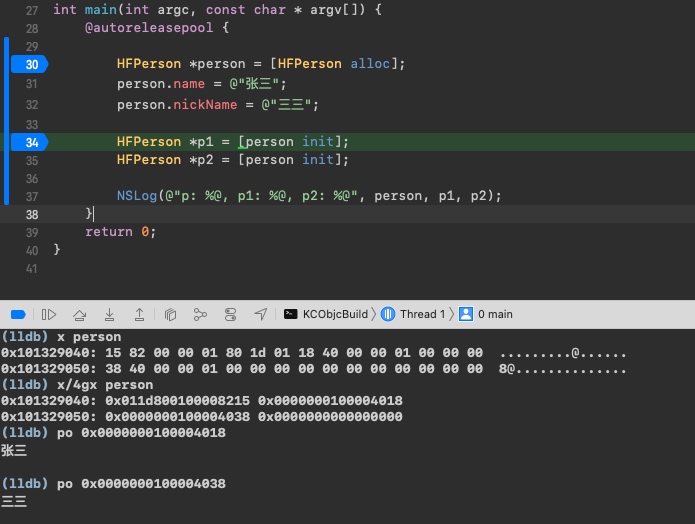 27 int main(int argc, const char * argv[]) {
28 @autoreleasepool {
29
30 HFPerson *person = [HFPerson alloc];
31 person.name = @"张三";
32 person.nickName = @"三三";
33
34 HFPerson *p1 = [person init];
35 HFPerson *p2 = [person init];
36
37 NSLog(@"p: %@, p1: %@, p2: %@", person, p1, p2);
38 }
39 return 0;
40 }
41
KCObjcBuild 〉 Thread 1 〉 0 main
(lldb) x person
0x101329040: 15 82 00 00 01 80 1d 01 18 40 00 00 01 00 00 00 .........@......
0x101329050: 38 40 00 00 01 00 00 00 00 00 00 00 00 00 00 00 8@..............
(lldb) x/4gx person
0x101329040: 0x011d800100008215 0x0000000100004018
0x101329050: 0x0000000100004038 0x0000000000000000
(lldb) po 0x0000000100004018
张三
(lldb) po 0x0000000100004038
三三